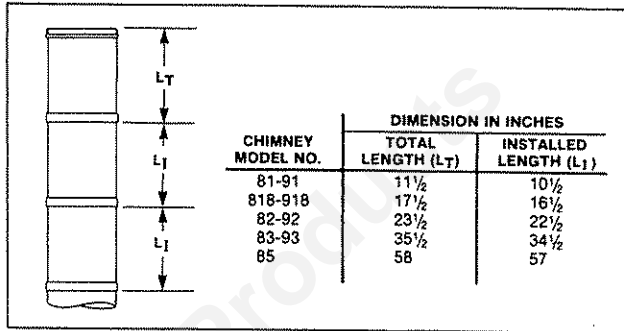 LT
LI
LI
DIMENSION IN INCHES
CHIMNEY MODEL NO.
TOTAL LENGTH (LT)
INSTALLED LENGTH (LI)
81-91 11½ 10½
818-918 17½ 16½
82-92 23½ 22½
83-93 35½ 34½
85 58 57
Products